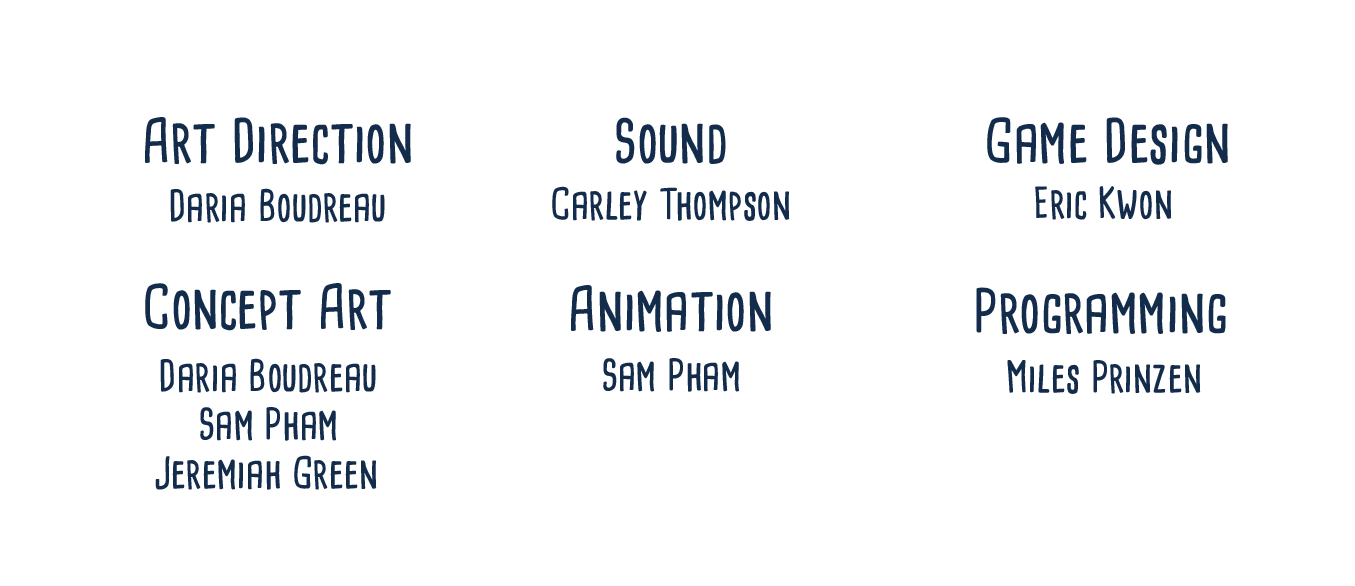 Art Direction
Daria Boudreau
Sound
Carley Thompson
Game Design
Eric Kwon
Concept Art
Daria Boudreau
Sam Pham
Jeremiah Green
Animation
Sam Pham
Programming
Miles Prinzen